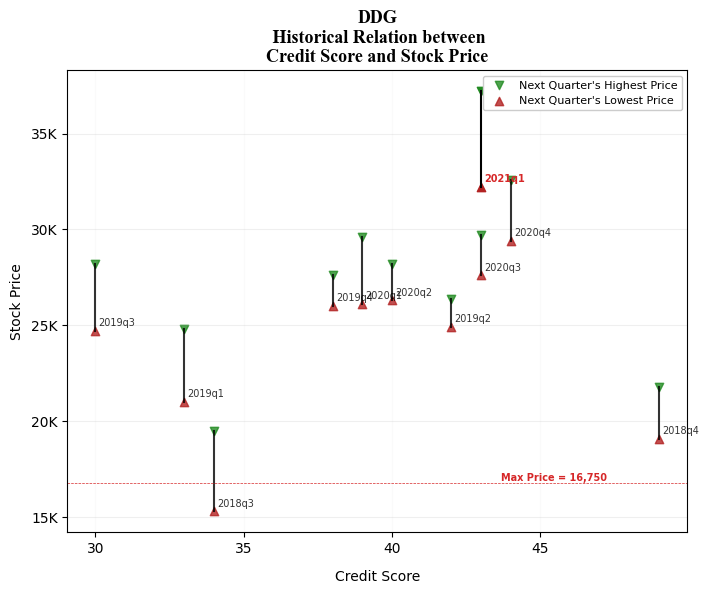 DDG
Historical Relation between
Credit Score and Stock Price
Next Quarter's Highest Price
Next Quarter's Lowest Price
35K
30K
25K
20K
15K
Stock Price
2021q1
2020q4
2020q3
2019q4
2020q1
2020q2
2019q3
2019q2
2019q1
2018q4
2018q3
Max Price = 16,750
30
35
40
45
Credit Score